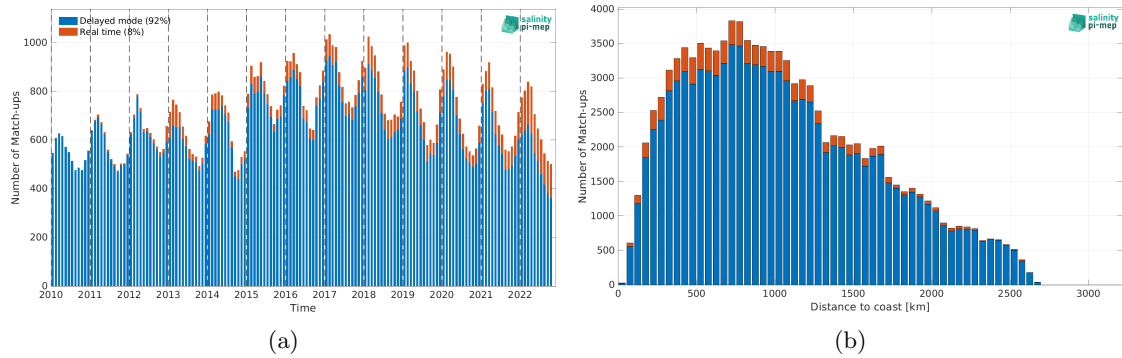 Delayed mode (92%)
Real time (8%)
salinity
pi-mep
Number of Match-ups
1000
800
600
400
200
0
2010 2011 2012 2013 2014 2015 2016 2017 2018 2019 2020 2021 2022
Time
(a)
salinity
pi-mep
Number of Match-ups
4000
3500
3000
2500
2000
1500
1000
500
0
0 500 1000 1500 2000 2500 3000
Distance to coast [km]
(b)